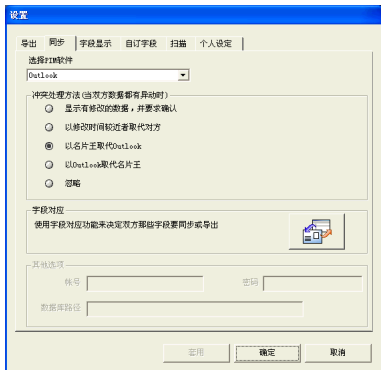 设置
导出 同步 字段显示 自订字段 扫描 个人设定
选择PIM软件
Outlook
冲突处理方法(当双方数据都有异动时)
显示有修改的数据，并要求确认
以修改时间较近者取代对方
以名片王取代Outlook
以Outlook取代名片王
忽略
字段对应
使用字段对应功能来决定双方那些字段要同步或导出
其他选项
帐号 密码
数据库路径
套用 确定 取消